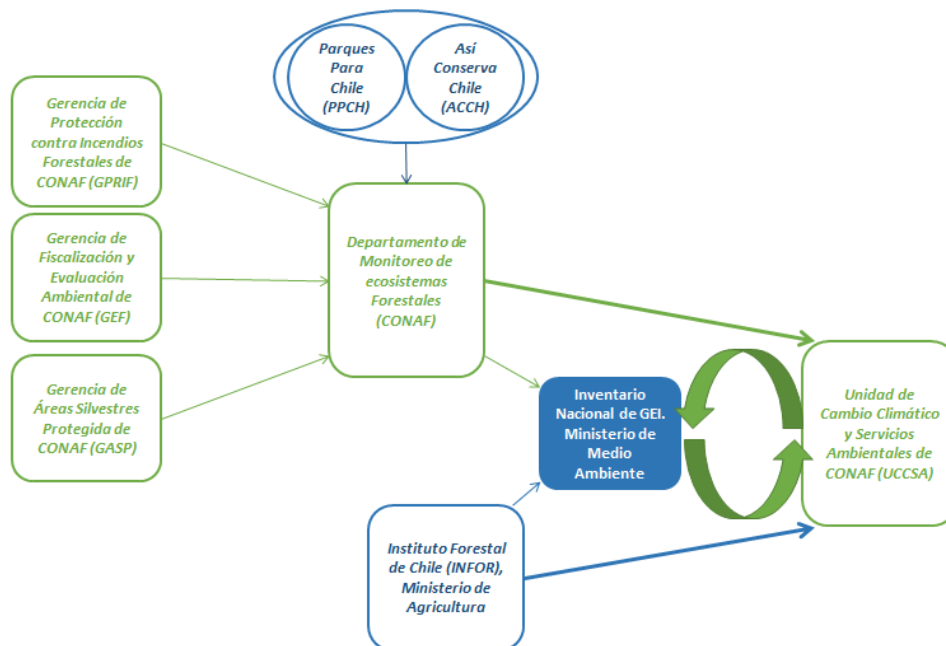 Parques
Para
Chile
(PPCH)
Así
Conserva
Chile
(ACCH)
Gerencia de
Protección
contra Incendios
Forestales de
CONAF (GPRIF)
Gerencia de
Fiscalización y
Evaluación
Ambiental de
CONAF (GEF)
Gerencia de
Áreas Silvestres
Protegida de
CONAF (GASP)
Departamento de
Monitoreo de
ecosistemas
Forestales
(CONAF)
Inventario
Nacional de GEI.
Ministerio de
Medio
Ambiente
Unidad de
Cambio Climático
y Servicios
Ambientales de
CONAF (UCCSA)
Instituto Forestal
de Chile (INFOR),
Ministerio de
Agricultura